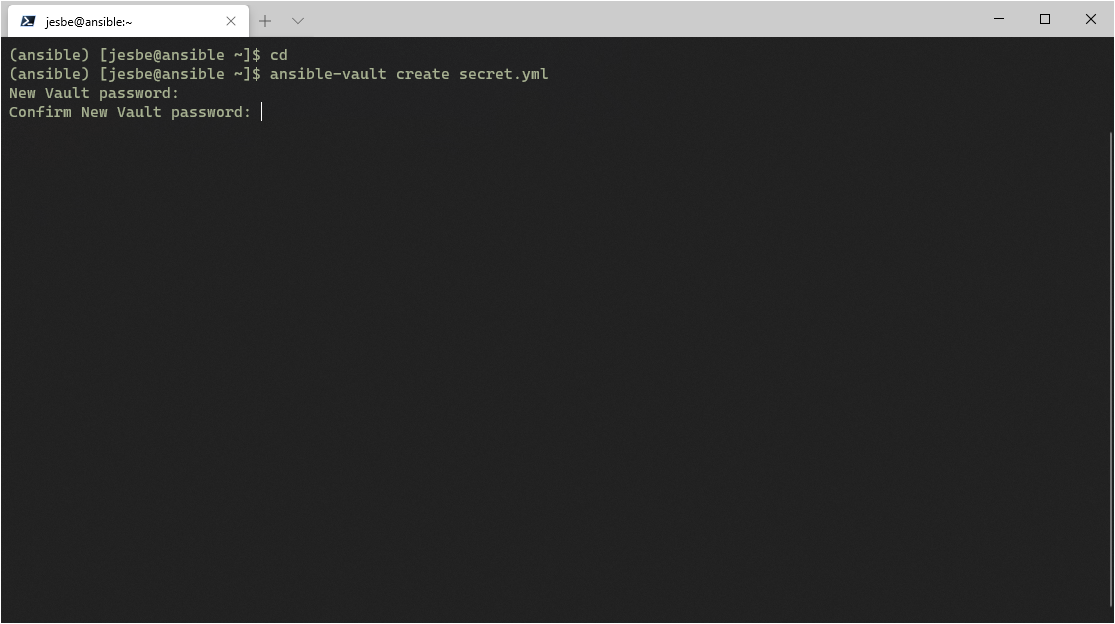 jesbe@ansible:~
(ansible) [jesbe@ansible ~]$ cd
(ansible) [jesbe@ansible ~]$ ansible-vault create secret.yml
New Vault password:
Confirm New Vault password: